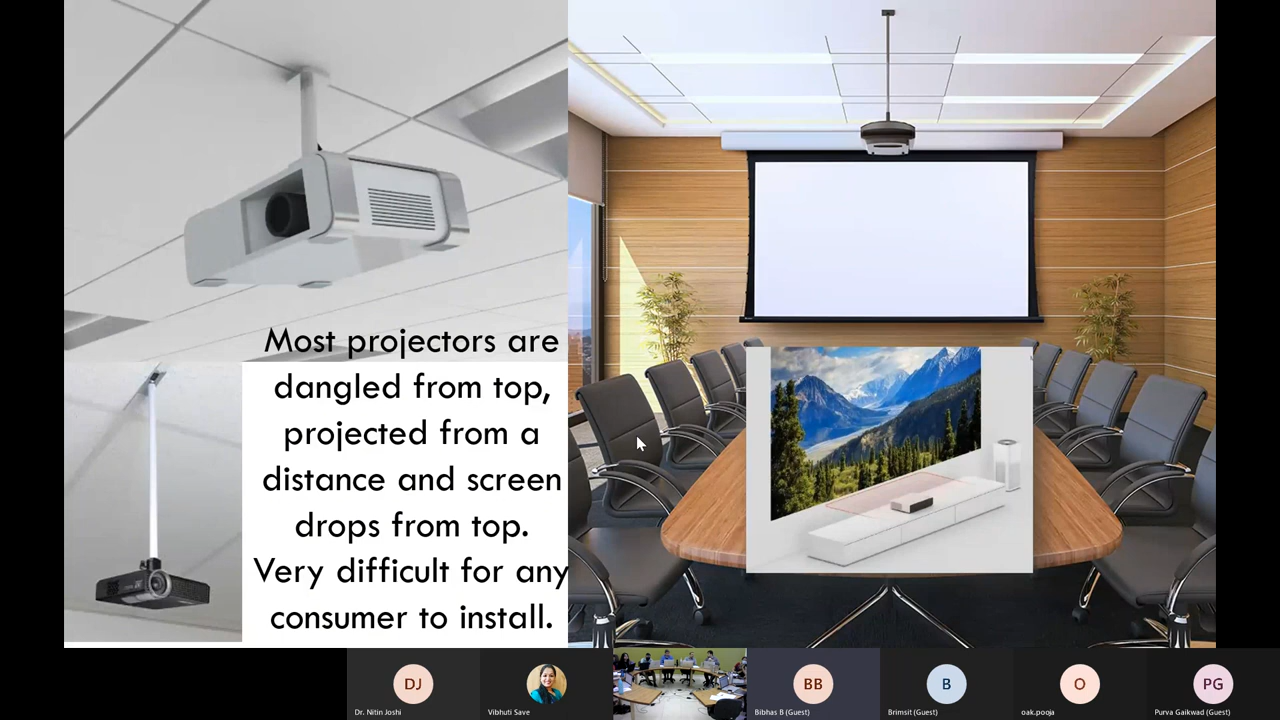 Most projectors are
dangled from top,
projected from a
distance and screen
drops from top.
Very difficult for any
consumer to install.
DJ
BB
B
O
PG
Dr. Nitin Joshi
Vibhuti Save
Bibhas B (Guest)
Brimsit (Guest)
oak.pooja
Purva Gaikwad (Guest)